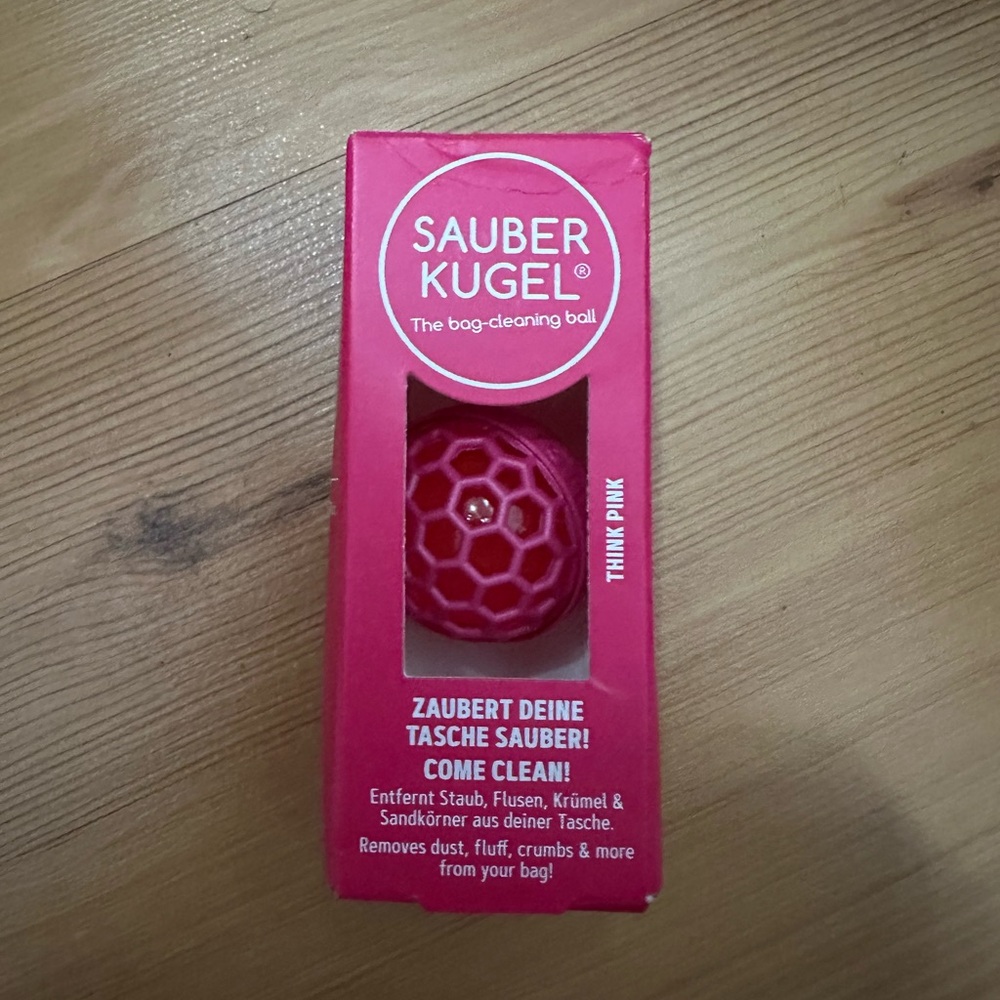 SAUBER
KUGEL®
The bag-cleaning ball
THINK PINK
ZAUBERT DEINE
TASCHE SAUBER!
COME CLEAN!
Entfernt Staub, Flusen, Krümel &
Sandkörner aus deiner Tasche.
Removes dust, fluff, crumbs & more
from your bag!